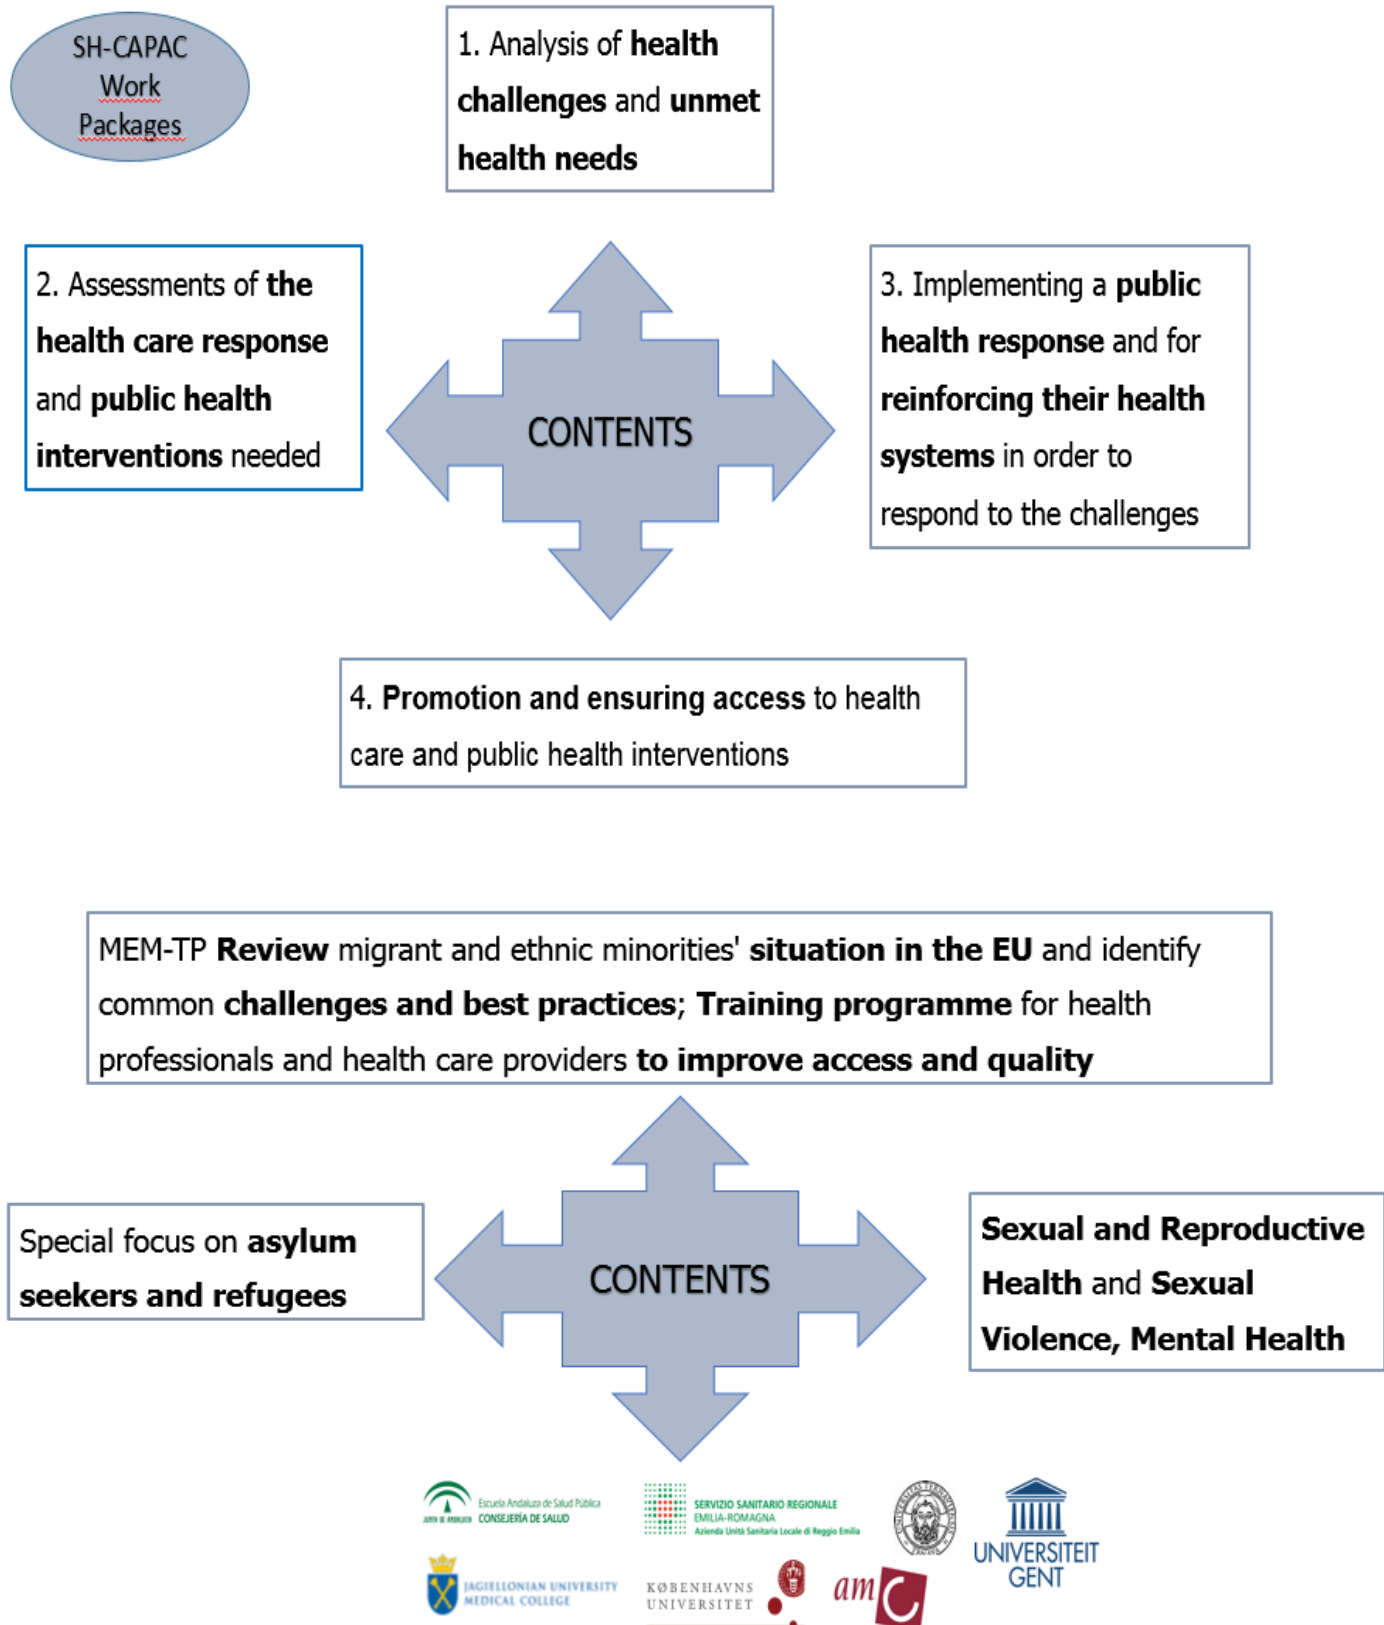 SH-CAPAC
Work
Packages
1. Analysis of health
challenges and unmet
health needs
2. Assessments of the
health care response
and public health
interventions needed
3. Implementing a public
health response and for
reinforcing their health
systems in order to
respond to the challenges
CONTENTS
4. Promotion and ensuring access to health
care and public health interventions
MEM-TP Review migrant and ethnic minorities' situation in the EU and identify
common challenges and best practices; Training programme for health
professionals and health care providers to improve access and quality
Special focus on asylum
seekers and refugees
CONTENTS
Sexual and Reproductive
Health and Sexual
Violence, Mental Health
Escuela Andaluza de Salud Pública
JUNTA DE ANDALUCIA CONSEJERÍA DE SALUD
SERVIZIO SANITARIO REGIONALE
EMILIA-ROMAGNA
Azienda Unità Sanitaria Locale di Reggio Emilia
UNIVERSITEIT
GENT
JAGIELLONIAN UNIVERSITY
MEDICAL COLLEGE
KØBENHAVNS
UNIVERSITET
amC